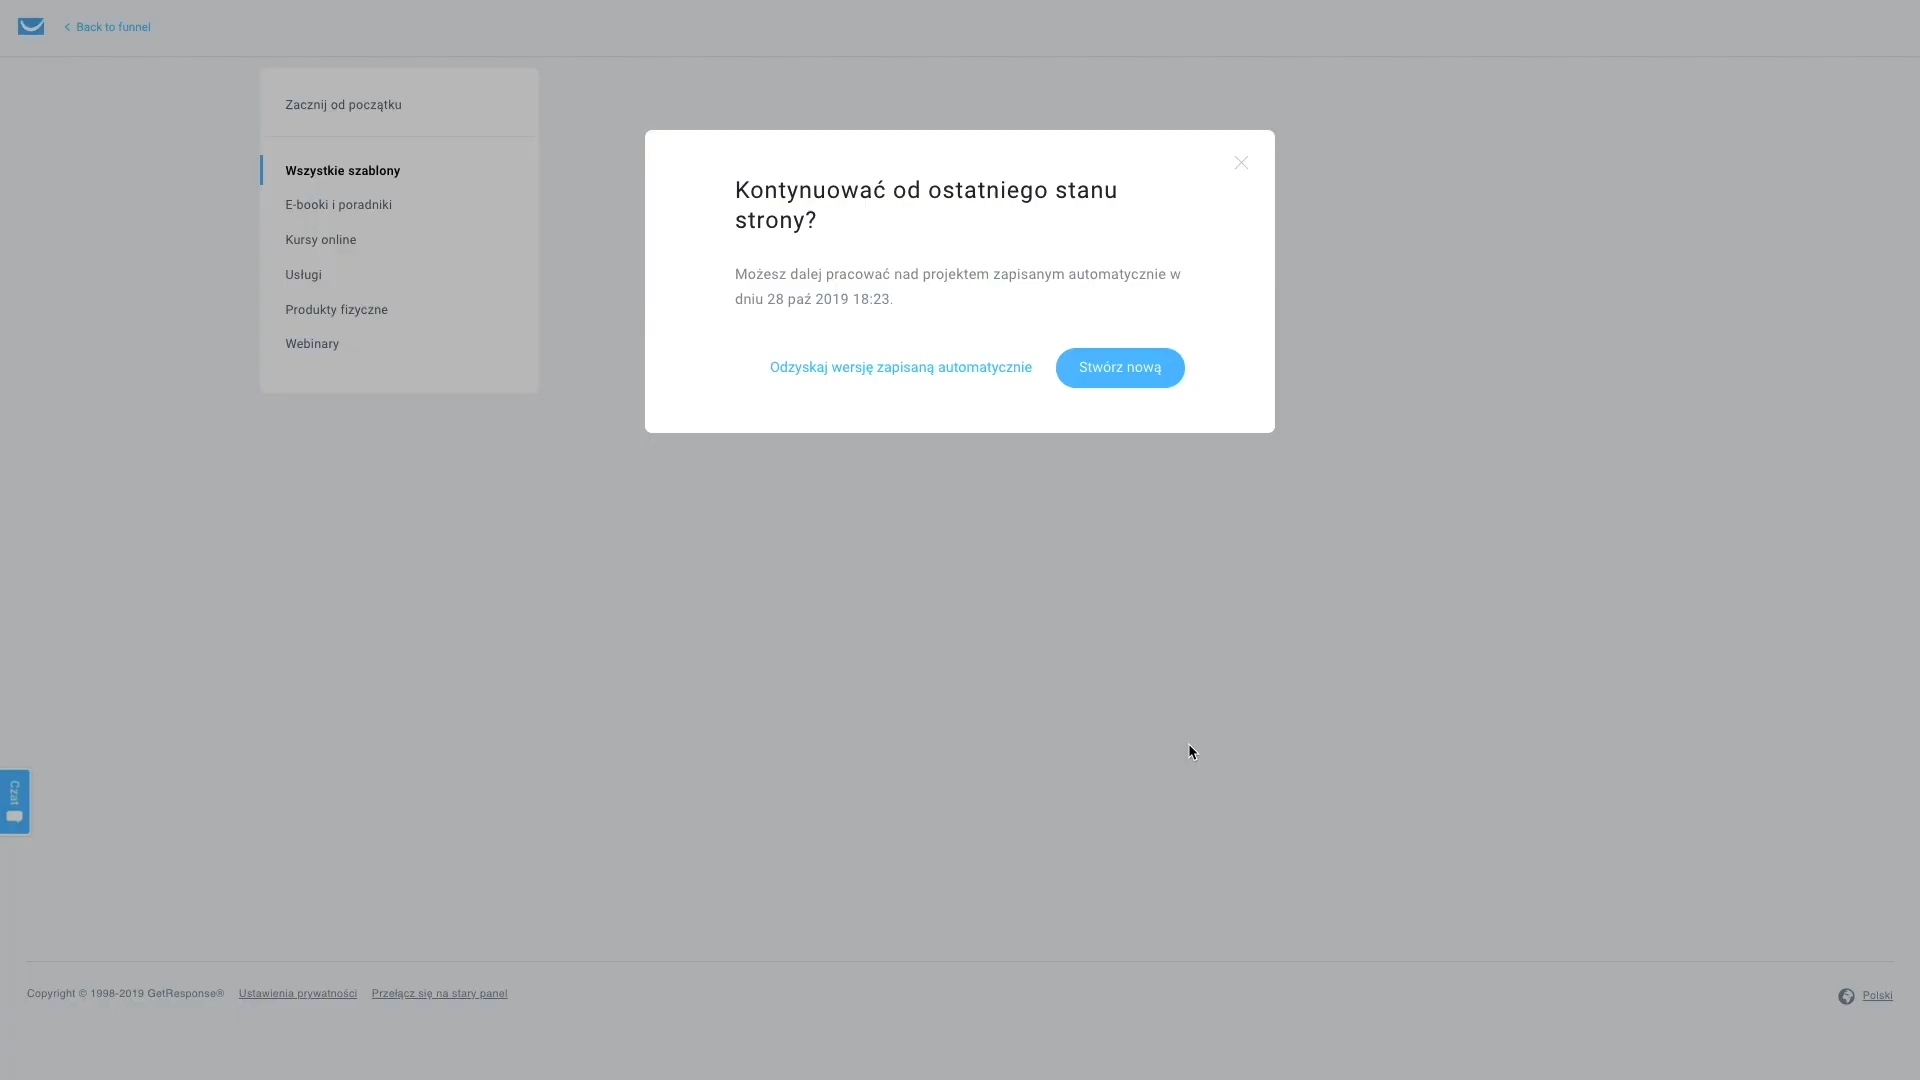 Back to funnel
Zacznij od początku
Wszystkie szablony
E-booki i poradniki
Kursy online
Usługi
Produkty fizyczne
Webinary
Kontynuować od ostatniego stanu
strony?
Możesz dalej pracować nad projektem zapisanym automatycznie w
dniu 28 paź 2019 18:23.
Odzyskaj wersję zapisaną automatycznie
Stwórz nową
Czat
Copyright © 1998-2019 GetResponse®
Ustawienia prywatności
Przełącz się na stary panel
Polski